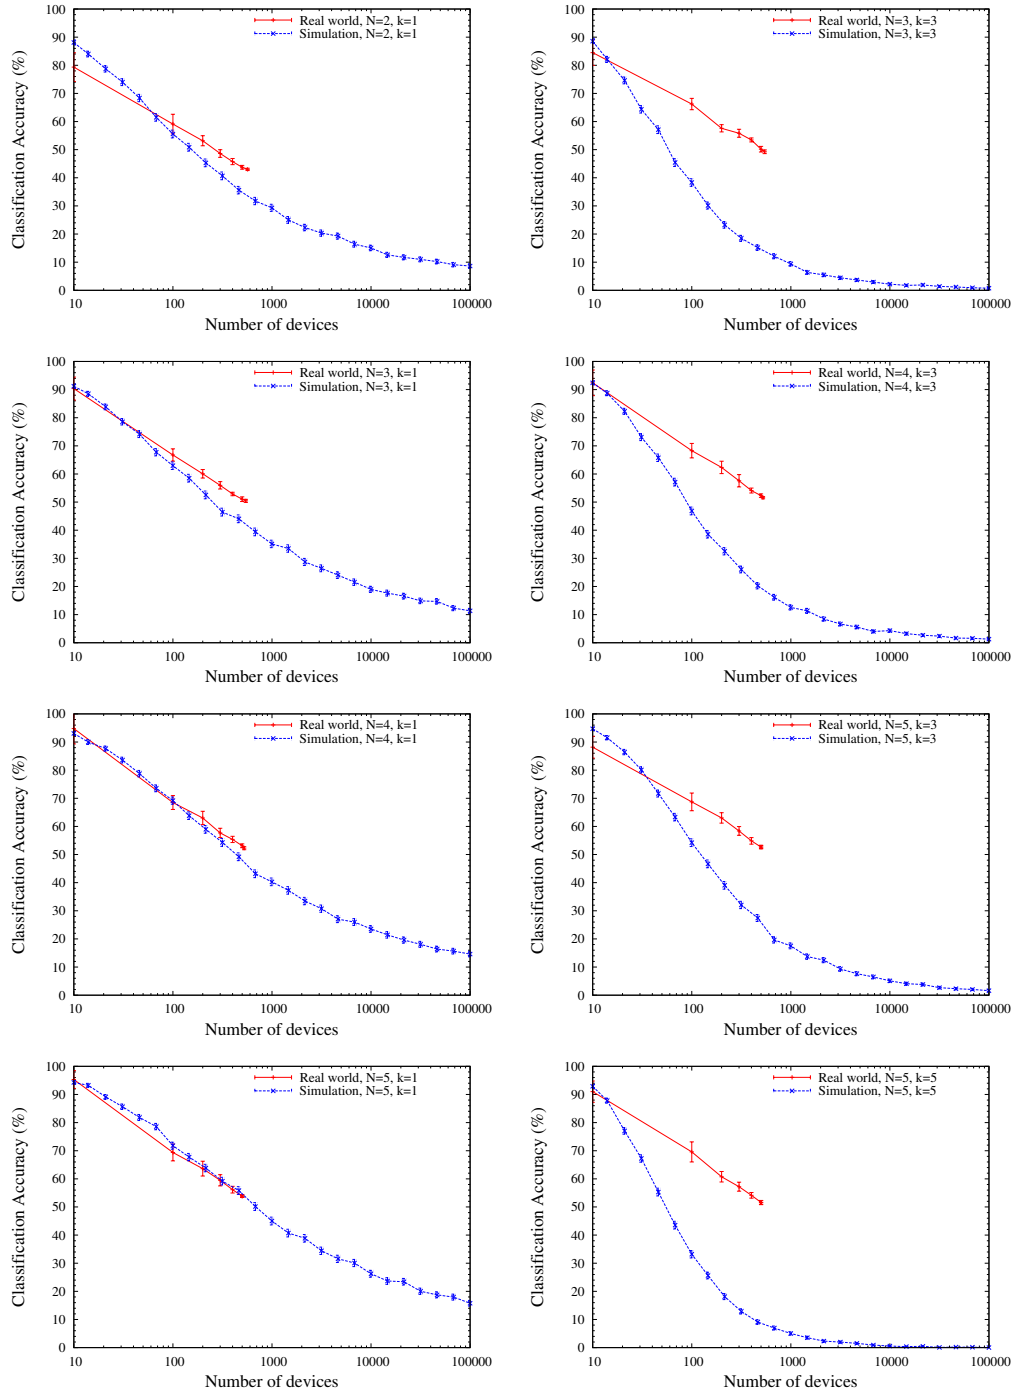 Classification Accuracy (%)
100
90
80
70
60
50
40
30
20
10
0
Real world, N=2, k=1
Simulation, N=2, k=1
10 100 1000 10000 100000
Number of devices
Classification Accuracy (%)
100
90
80
70
60
50
40
30
20
10
0
Real world, N=3, k=3
Simulation, N=3, k=3
10 100 1000 10000 100000
Number of devices
Classification Accuracy (%)
100
90
80
70
60
50
40
30
20
10
0
Real world, N=3, k=1
Simulation, N=3, k=1
10 100 1000 10000 100000
Number of devices
Classification Accuracy (%)
100
90
80
70
60
50
40
30
20
10
0
Real world, N=4, k=3
Simulation, N=4, k=3
10 100 1000 10000 100000
Number of devices
Classification Accuracy (%)
100
90
80
70
60
50
40
30
20
10
0
Real world, N=4, k=1
Simulation, N=4, k=1
10 100 1000 10000 100000
Number of devices
Classification Accuracy (%)
100
90
80
70
60
50
40
30
20
10
0
Real world, N=5, k=3
Simulation, N=5, k=3
10 100 1000 10000 100000
Number of devices
Classification Accuracy (%)
100
90
80
70
60
50
40
30
20
10
0
Real world, N=5, k=1
Simulation, N=5, k=1
10 100 1000 10000 100000
Number of devices
Classification Accuracy (%)
100
90
80
70
60
50
40
30
20
10
0
Real world, N=5, k=5
Simulation, N=5, k=5
10 100 1000 10000 100000
Number of devices